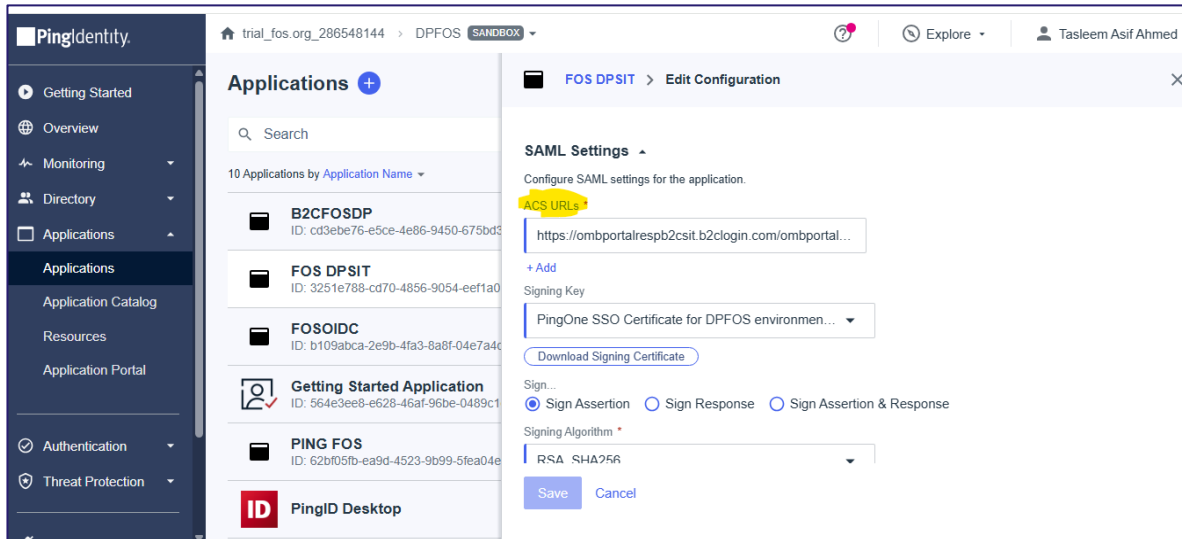 PingIdentity.
trial_fos.org_286548144 > DPFOS SANDBOX
Explore
Tasleem Asif Ahmed
Getting Started
Overview
Monitoring
Directory
Applications
Applications
Application Catalog
Resources
Application Portal
Authentication
Threat Protection
Applications
Search
10 Applications by Application Name
B2CFOSDP
ID: cd3ebe76-e5ce-4e86-9450-675bd3
FOS DPSIT
ID: 3251e788-cd70-4856-9054-eef1a0
FOSOIDC
ID: b109abca-2e9b-4fa3-8a8f-04e7a4c
Getting Started Application
ID: 564e3ee8-e628-46af-96be-0489c1
PING FOS
ID: 62bf05fb-ea9d-4523-9b99-5fea04e
ID
PingID Desktop
FOS DPSIT > Edit Configuration
SAML Settings
Configure SAML settings for the application.
ACS URLs *
https://ombportalrespb2csit.b2clogin.com/ombportal...
+ Add
Signing Key
PingOne SSO Certificate for DPFOS environmen...
Download Signing Certificate
Sign...
Sign Assertion Sign Response Sign Assertion & Response
Signing Algorithm *
RSA_SHA256
Save Cancel